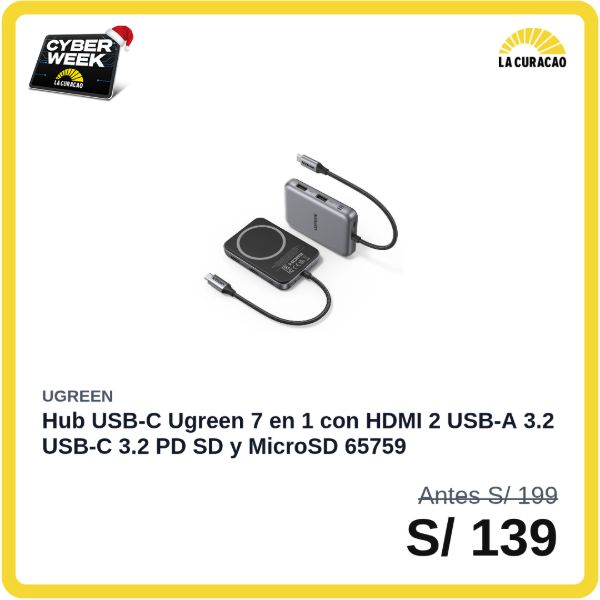 CYBER
WEEK
LA CURACAO
LA CURACAO
UGREEN
Hub USB-C Ugreen 7 en 1 con HDMI 2 USB-A 3.2
USB-C 3.2 PD SD y MicroSD 65759
Antes S/ 199
S/ 139